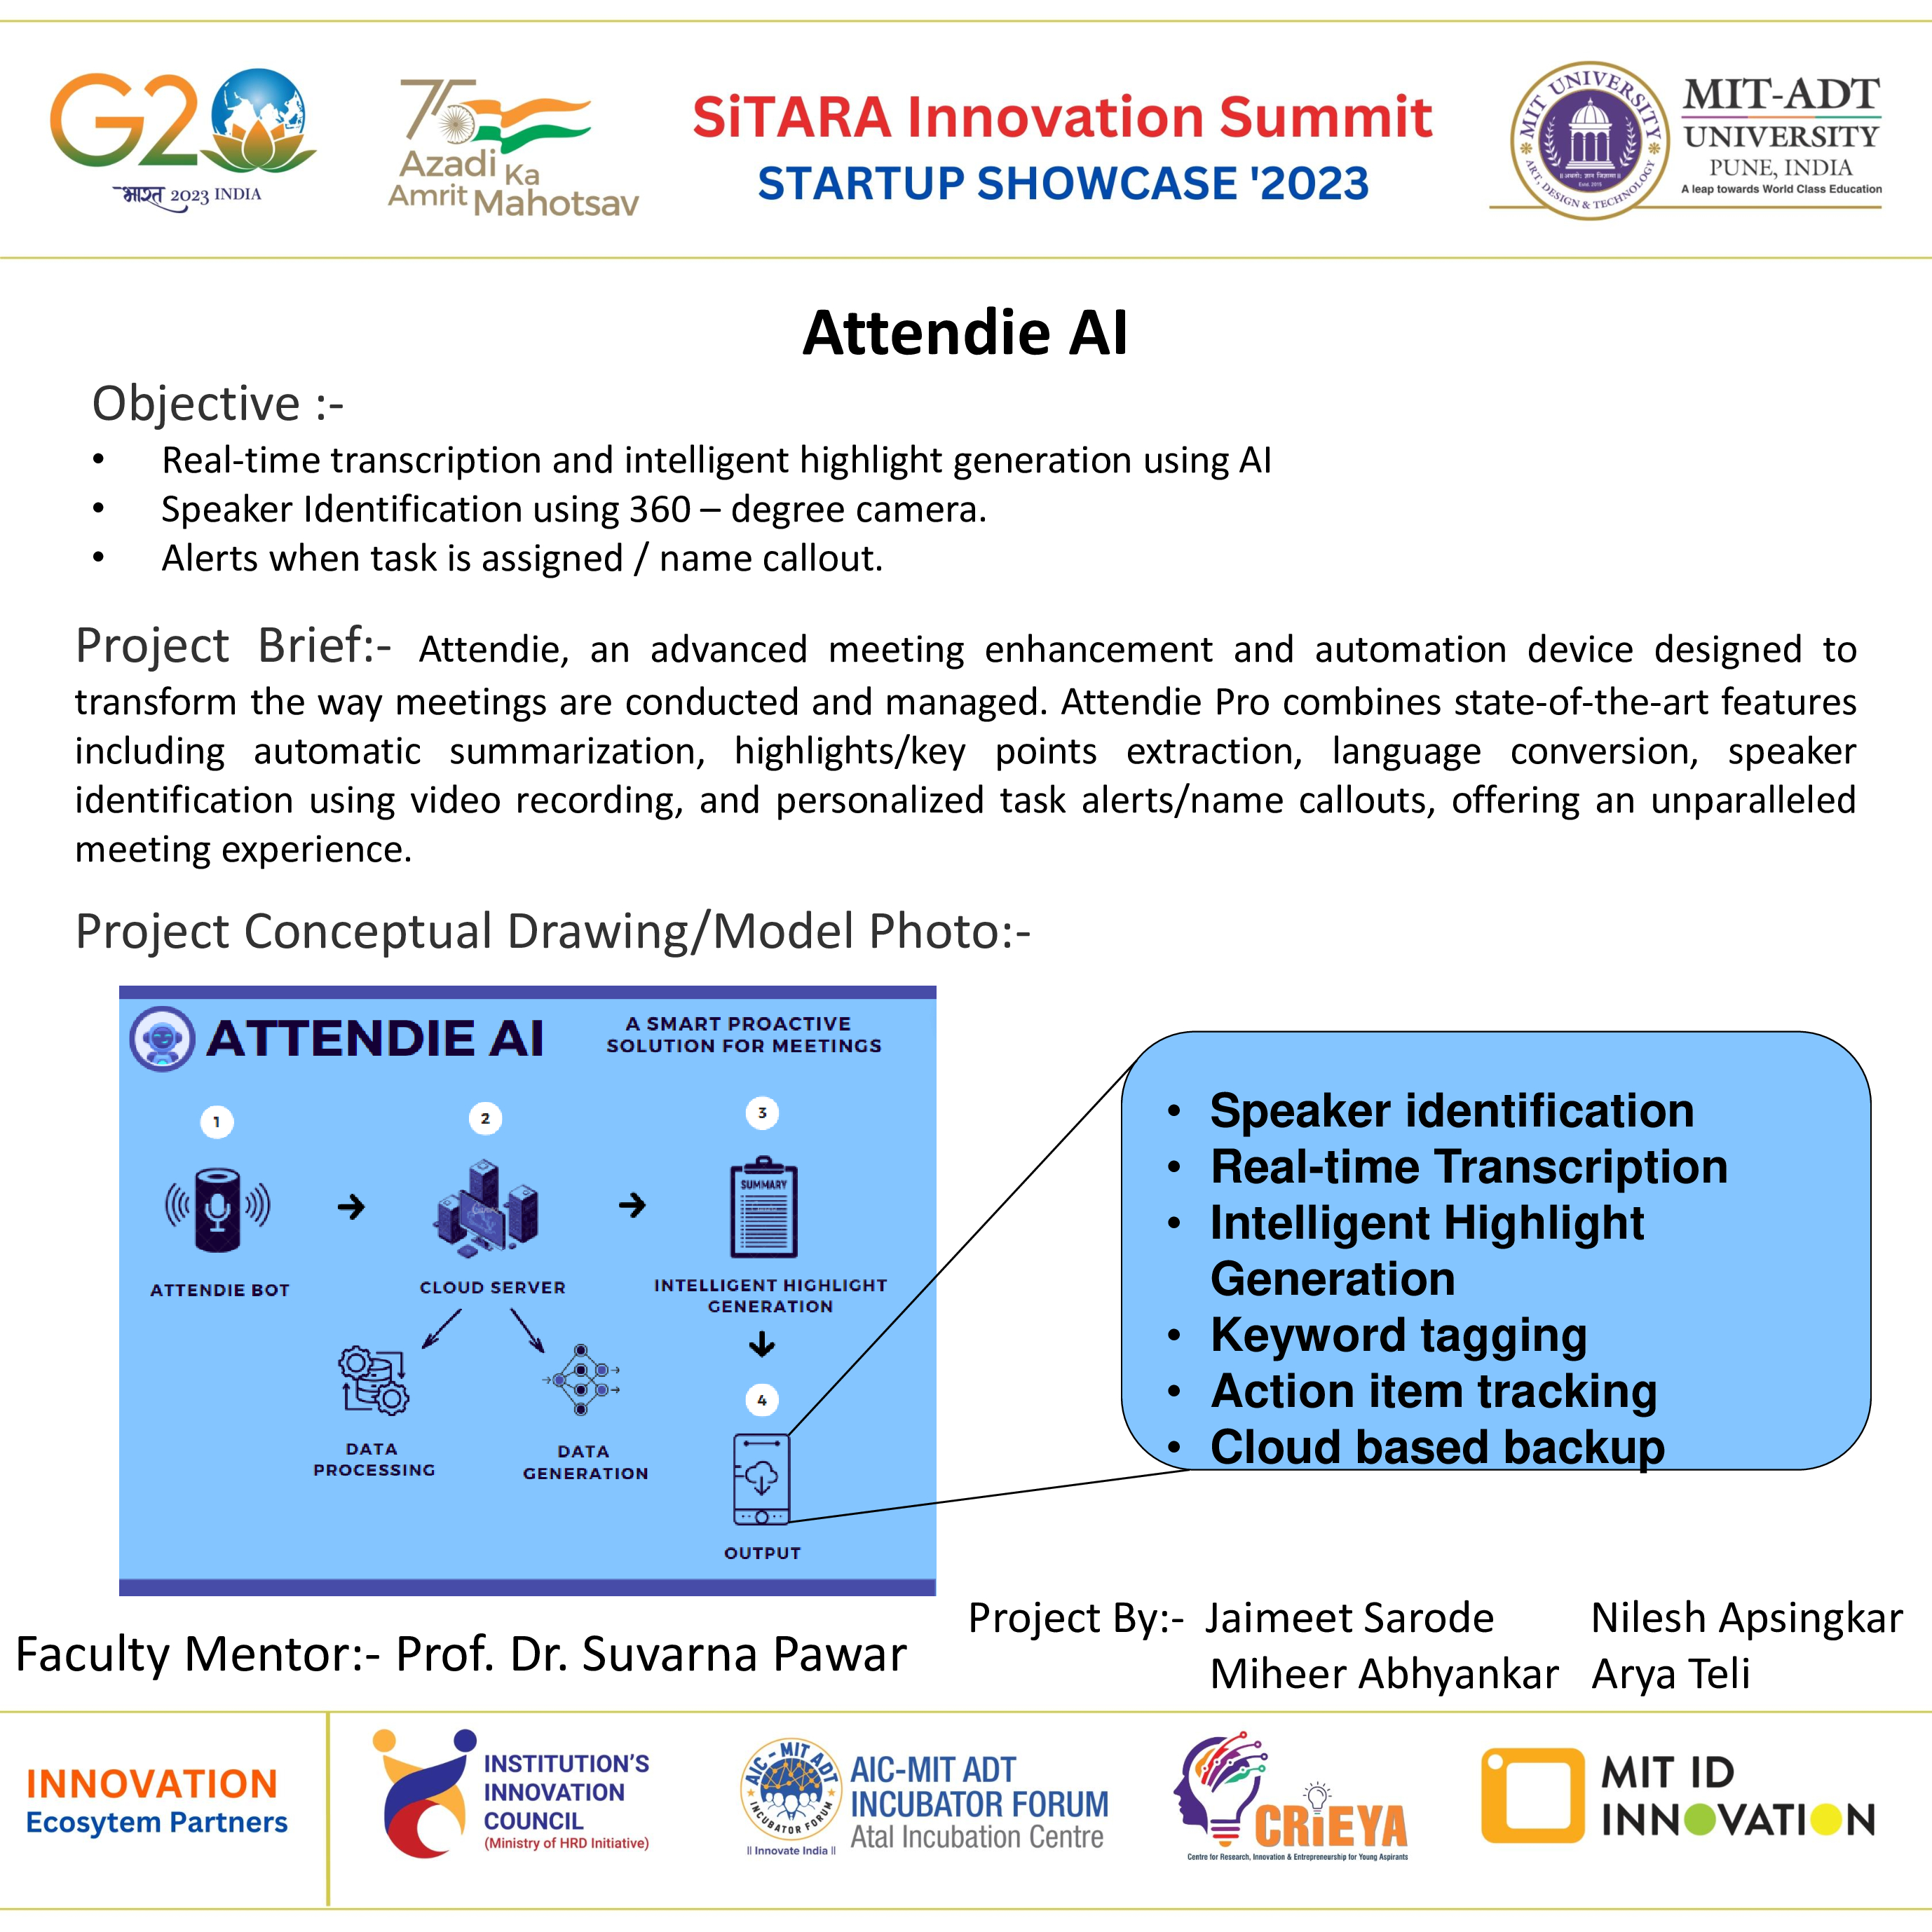 G20
भारत 2023 INDIA
75
Azadi Ka
Amrit Mahotsav
SiTARA Innovation Summit
STARTUP SHOWCASE '2023
MIT UNIVERSITY
ART, DESIGN & TECHNOLOGY
Estd. 2015
MIT-ADT
UNIVERSITY
PUNE, INDIA
A leap towards World Class Education
Attendie AI
Objective :-
• Real-time transcription and intelligent highlight generation using AI
• Speaker Identification using 360 – degree camera.
• Alerts when task is assigned / name callout.
Project Brief:- Attendie, an advanced meeting enhancement and automation device designed to
transform the way meetings are conducted and managed. Attendie Pro combines state-of-the-art features
including automatic summarization, highlights/key points extraction, language conversion, speaker
identification using video recording, and personalized task alerts/name callouts, offering an unparalleled
meeting experience.
Project Conceptual Drawing/Model Photo:-
ATTENDIE AI
A SMART PROACTIVE
SOLUTION FOR MEETINGS
1
2
3
SUMMARY
ATTENDIE BOT
CLOUD SERVER
INTELLIGENT HIGHLIGHT
GENERATION
4
DATA
PROCESSING
DATA
GENERATION
OUTPUT
• Speaker identification
• Real-time Transcription
• Intelligent Highlight
Generation
• Keyword tagging
• Action item tracking
• Cloud based backup
Project By:- Jaimeet Sarode Nilesh Apsingkar
Miheer Abhyankar Arya Teli
Faculty Mentor:- Prof. Dr. Suvarna Pawar
INNOVATION
Ecosytem Partners
INSTITUTION'S
INNOVATION
COUNCIL
(Ministry of HRD Initiative)
AIC - MIT ADT
INCUBATOR FORUM
|| Innovate India ||
AIC-MIT ADT
INCUBATOR FORUM
Atal Incubation Centre
CRiEYA
Centre for Research, Innovation & Entrepreneurship for Young Aspirants
MIT ID
INNOVATION